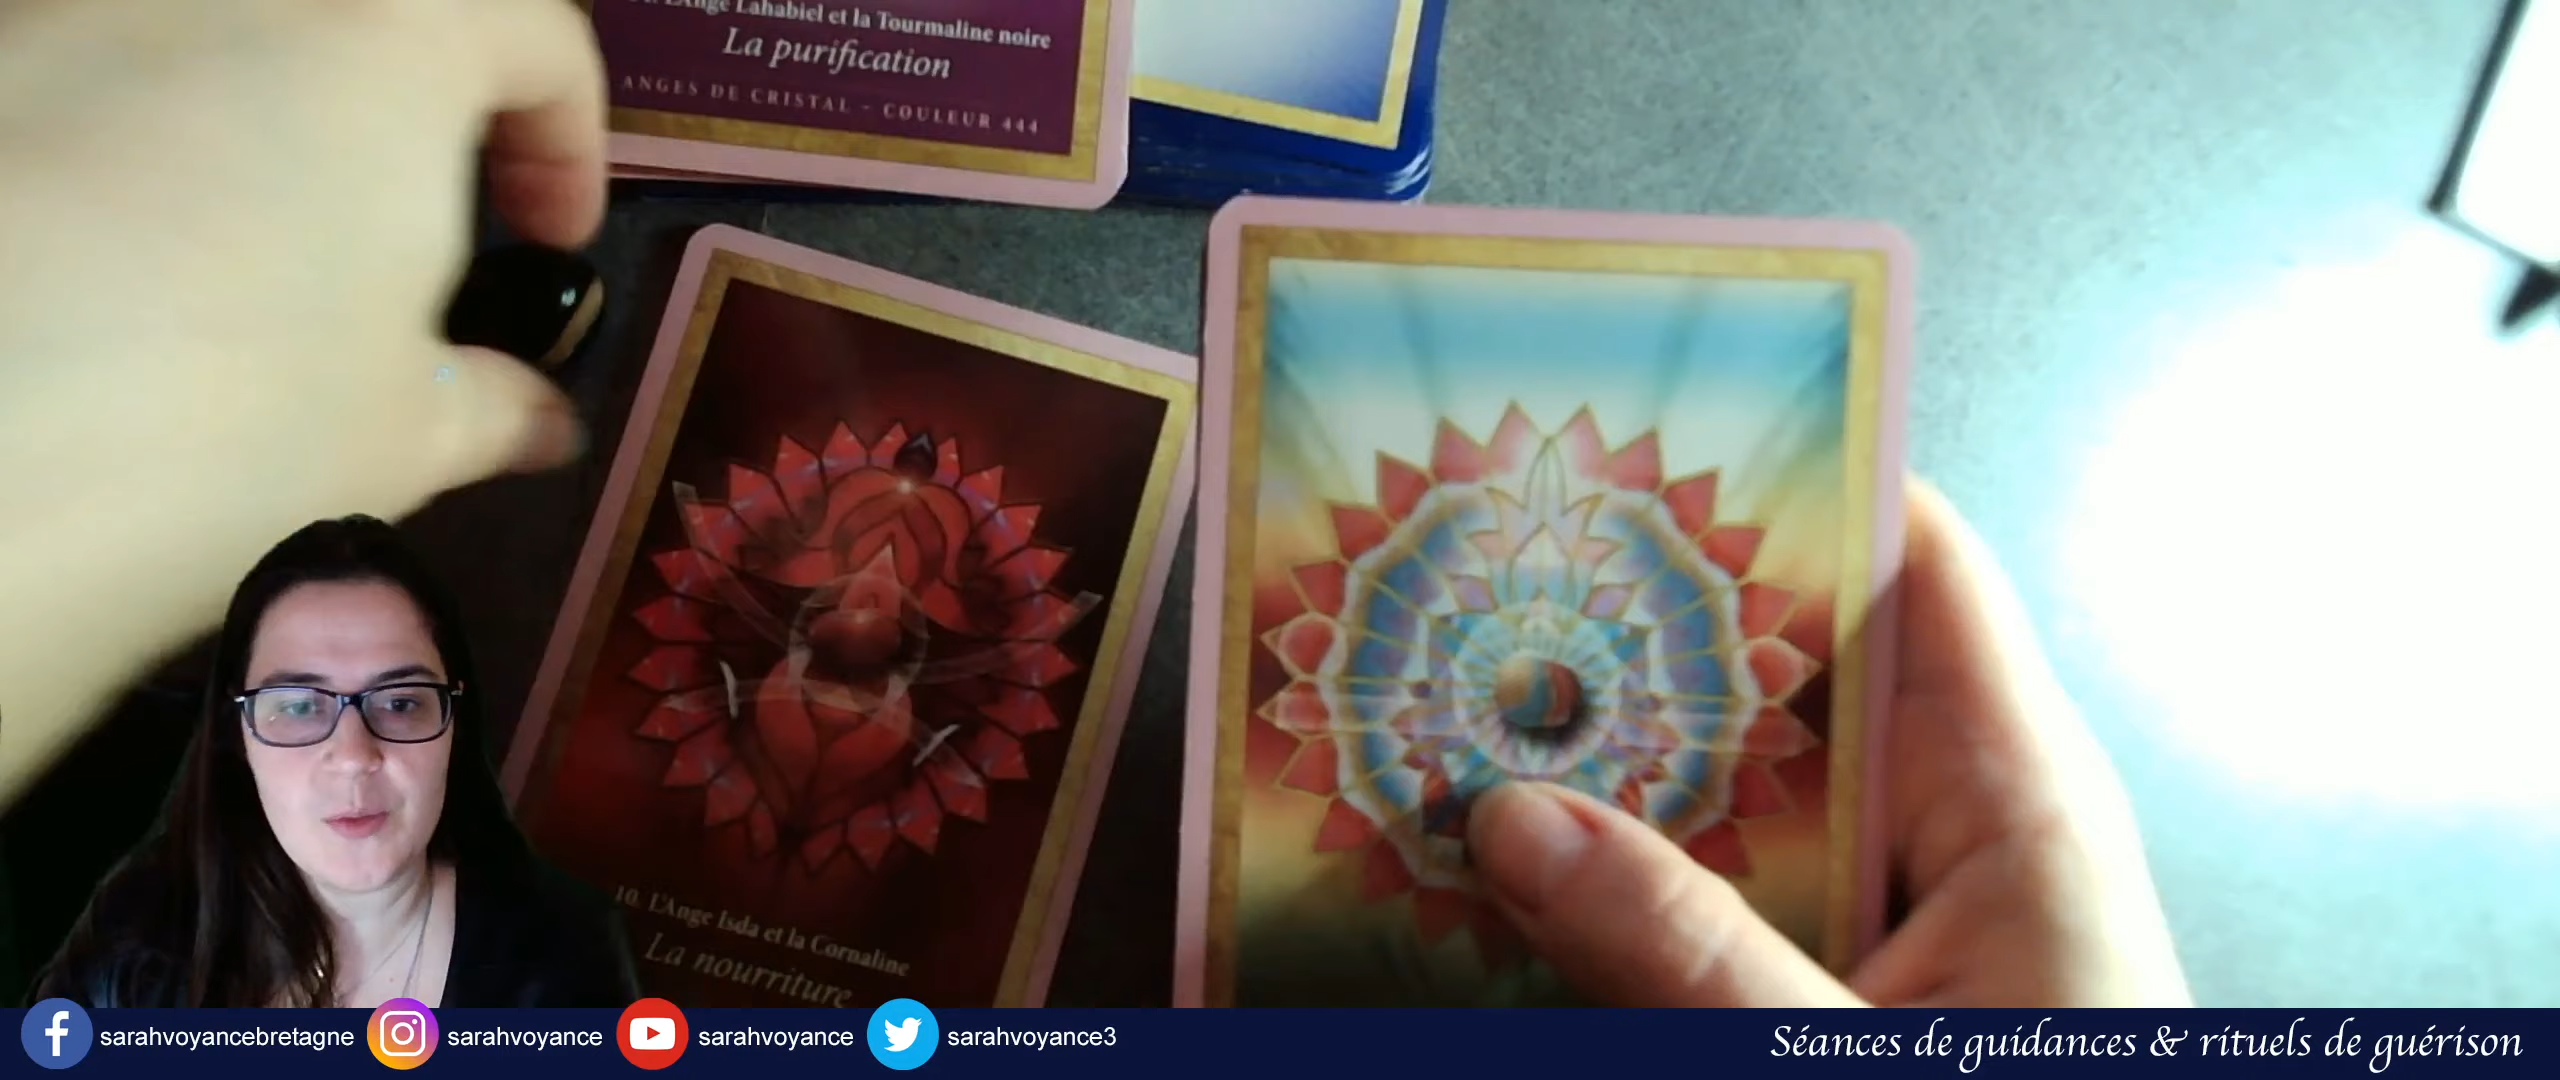 L'Ange Lahabiel et la Tourmaline noire
La purification
ANGES DE CRISTAL - COULEUR 444
10. L'Ange Isda et la Cornaline
La nourriture
sarahvoyancebretagne
sarahvoyance
sarahvoyance
sarahvoyance3
Séances de guidances & rituels de guérison